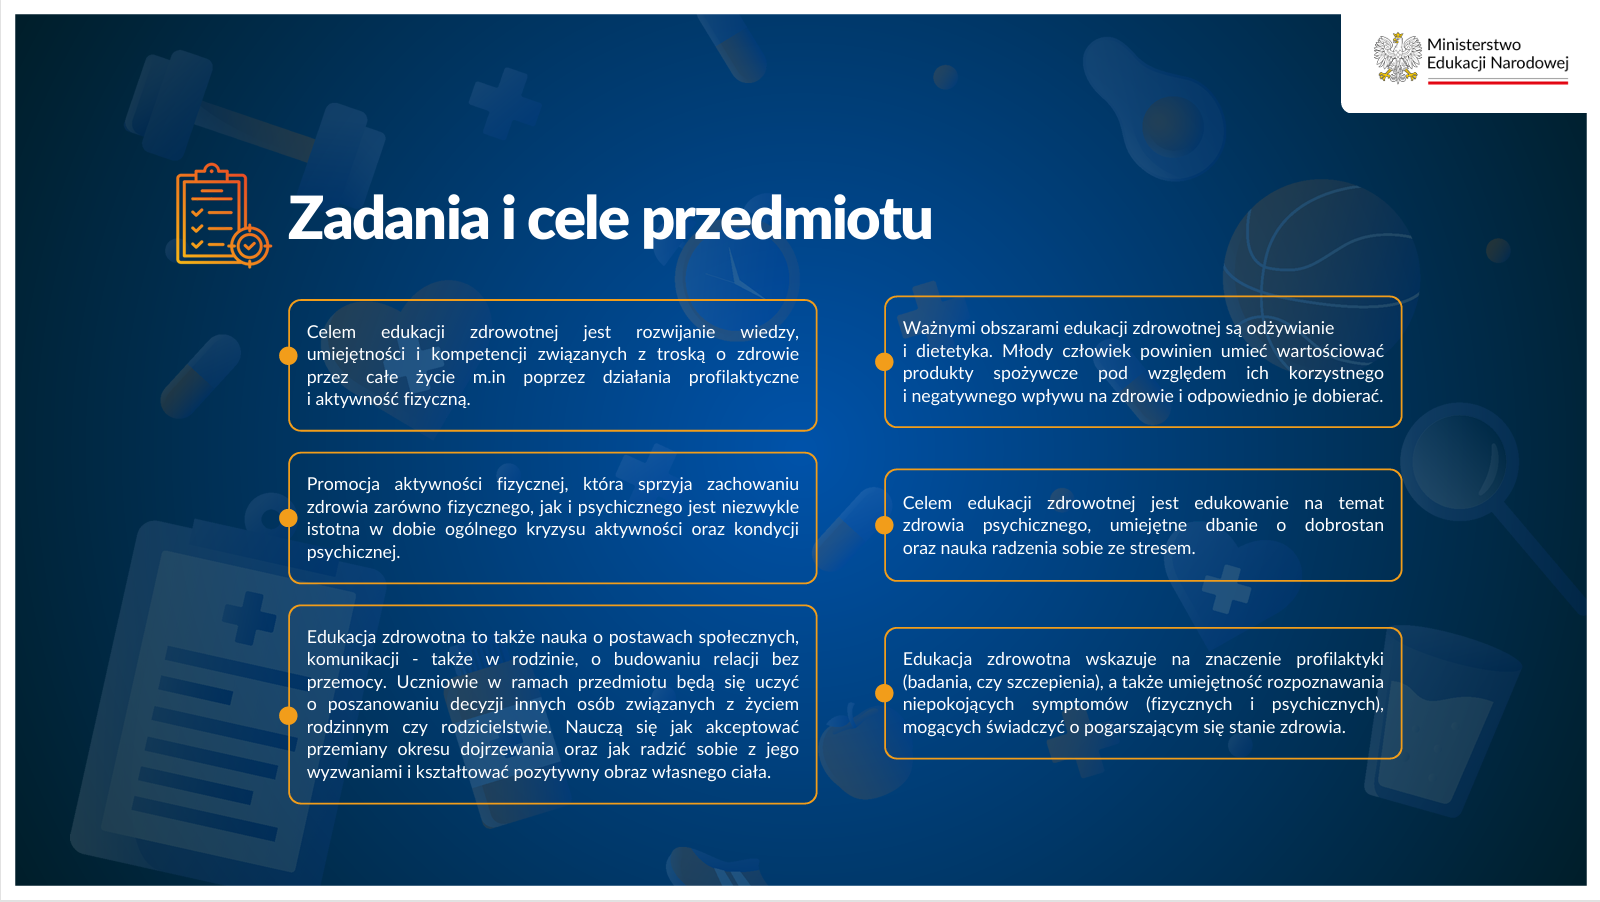 Ministerstwo
Edukacji Narodowej
Zadania i cele przedmiotu
Celem edukacji zdrowotnej jest rozwijanie wiedzy,
umiejętności i kompetencji związanych z troską o zdrowie
przez całe życie m.in poprzez działania profilaktyczne
i aktywność fizyczną.
Promocja aktywności fizycznej, która sprzyja zachowaniu
zdrowia zarówno fizycznego, jak i psychicznego jest niezwykle
istotna w dobie ogólnego kryzysu aktywności oraz kondycji
psychicznej.
Edukacja zdrowotna to także nauka o postawach społecznych,
komunikacji - także w rodzinie, o budowaniu relacji bez
przemocy. Uczniowie w ramach przedmiotu będą się uczyć
o poszanowaniu decyzji innych osób związanych z życiem
rodzinnym czy rodzicielstwie. Nauczą się jak akceptować
przemiany okresu dojrzewania oraz jak radzić sobie z jego
wyzwaniami i kształtować pozytywny obraz własnego ciała.
Ważnymi obszarami edukacji zdrowotnej są odżywianie
i dietetyka. Młody człowiek powinien umieć wartościować
produkty spożywcze pod względem ich korzystnego
i negatywnego wpływu na zdrowie i odpowiednio je dobierać.
Celem edukacji zdrowotnej jest edukowanie na temat
zdrowia psychicznego, umiejętne dbanie o dobrostan
oraz nauka radzenia sobie ze stresem.
Edukacja zdrowotna wskazuje na znaczenie profilaktyki
(badania, czy szczepienia), a także umiejętność rozpoznawania
niepokojących symptomów (fizycznych i psychicznych),
mogących świadczyć o pogarszającym się stanie zdrowia.